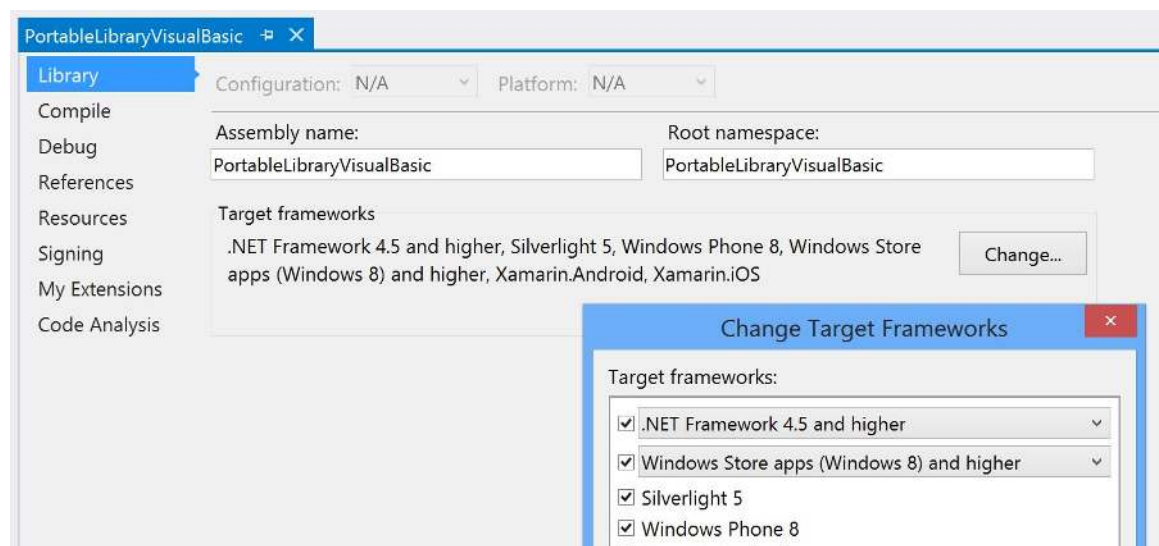 PortableLibraryVisualBasic
Library
Configuration: N/A Platform: N/A
Compile
Debug
References
Resources
Signing
My Extensions
Code Analysis
Assembly name:
PortableLibraryVisualBasic
Root namespace:
PortableLibraryVisualBasic
Target frameworks
.NET Framework 4.5 and higher, Silverlight 5, Windows Phone 8, Windows Store
apps (Windows 8) and higher, Xamarin.Android, Xamarin.iOS
Change...
Change Target Frameworks
Target frameworks:
.NET Framework 4.5 and higher
Windows Store apps (Windows 8) and higher
Silverlight 5
Windows Phone 8